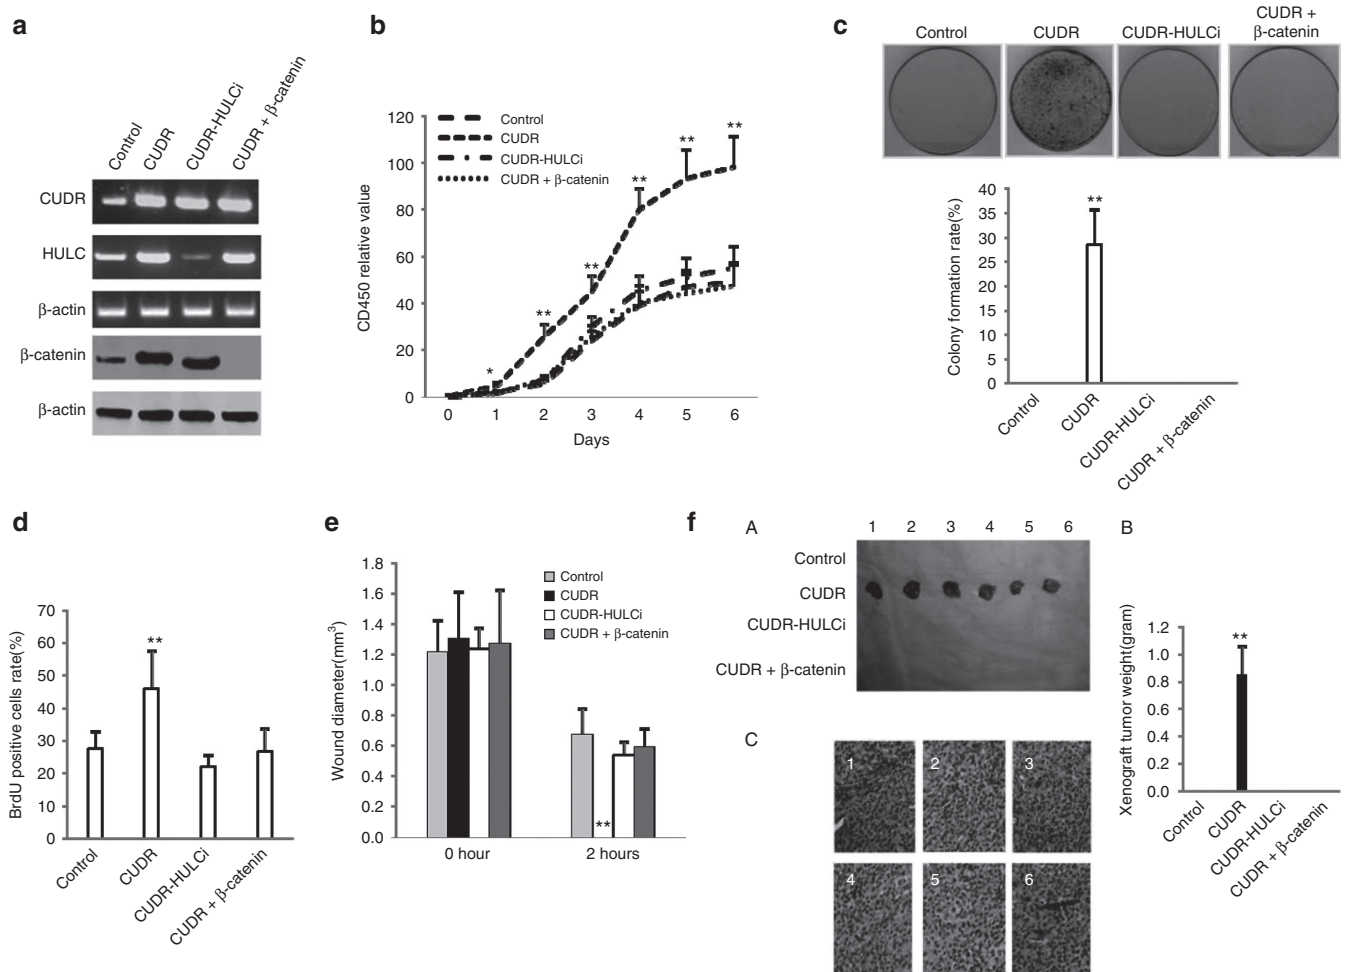 a
Control
CUDR
CUDR-HULCi
CUDR + β-catenin
CUDR
HULC
β-actin
β-catenin
β-actin
b
Control
CUDR
CUDR-HULCi
CUDR + β-catenin
CD450 relative value
120
100
80
60
40
20
0
* ** ** ** ** **
0 1 2 3 4 5 6
Days
c
Control
CUDR
CUDR-HULCi
CUDR +
β-catenin
Colony formation rate(%)
40
35
30
25
20
15
10
5
0
**
Control
CUDR
CUDR-HULCi
CUDR + β-catenin
d
BrdU positive cells rate(%)
70
60
50
40
30
20
10
0
**
Control
CUDR
CUDR-HULCi
CUDR + β-catenin
e
Wound diameter(mm³)
1.8
1.6
1.4
1.2
1.0
0.8
0.6
0.4
0.2
0.0
Control
CUDR
CUDR-HULCi
CUDR + β-catenin
**
0 hour
2 hours
f
A
1 2 3 4 5 6
Control
CUDR
CUDR-HULCi
CUDR + β-catenin
B
Xenograft tumor weight(gram)
1.2
1.0
0.8
0.6
0.4
0.2
0.0
**
Control
CUDR
CUDR-HULCi
CUDR + β-catenin
C
1 2 3
4 5 6